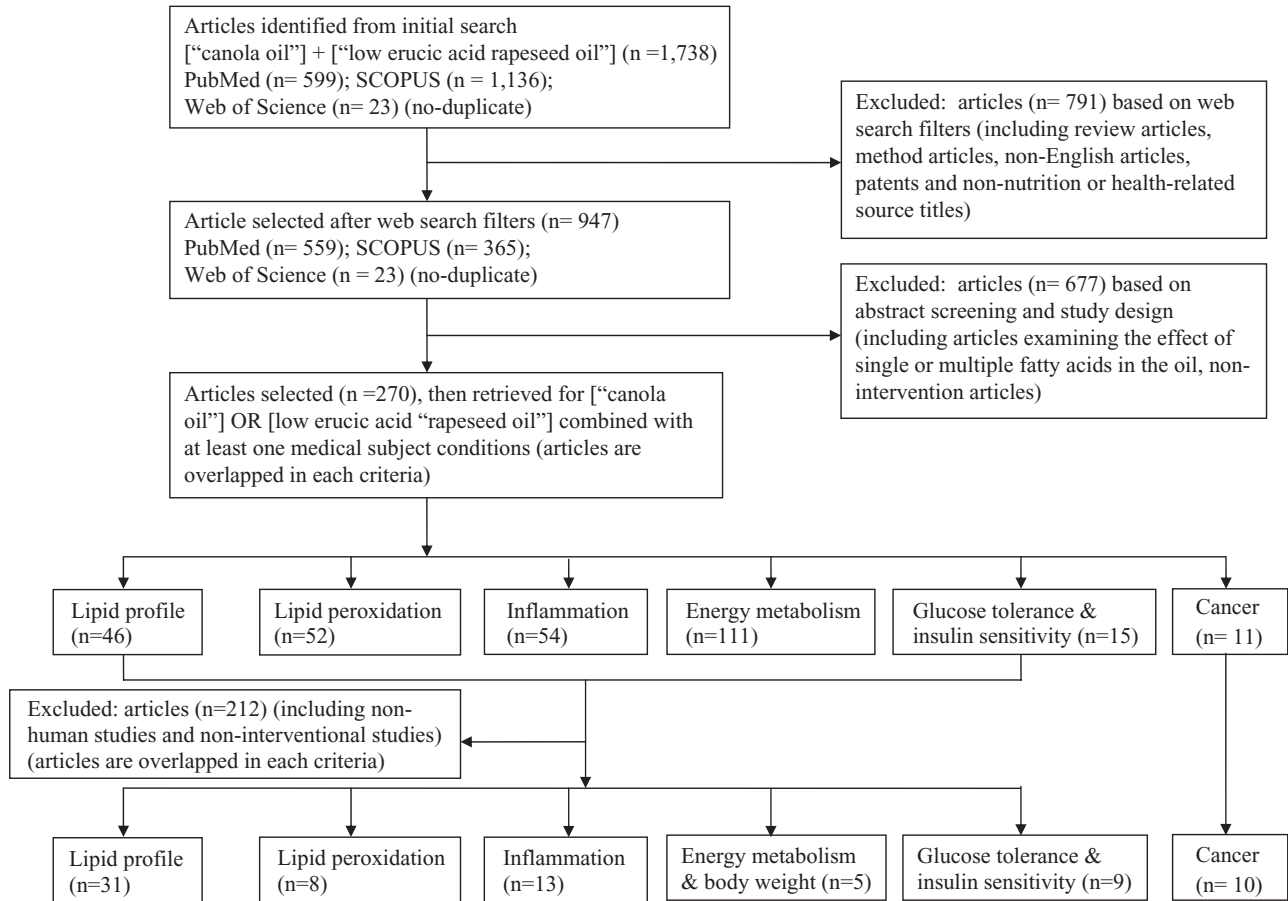 Articles identified from initial search
[“canola oil”] + [“low erucic acid rapeseed oil”] (n =1,738)
PubMed (n= 599); SCOPUS (n = 1,136);
Web of Science (n= 23) (no-duplicate)
Excluded: articles (n= 791) based on web
search filters (including review articles,
method articles, non-English articles,
patents and non-nutrition or health-related
source titles)
Article selected after web search filters (n= 947)
PubMed (n= 559); SCOPUS (n= 365);
Web of Science (n = 23) (no-duplicate)
Excluded: articles (n= 677) based on
abstract screening and study design
(including articles examining the effect of
single or multiple fatty acids in the oil, non-
intervention articles)
Articles selected (n =270), then retrieved for [“canola
oil”] OR [low erucic acid “rapeseed oil”] combined with
at least one medical subject conditions (articles are
overlapped in each criteria)
Lipid profile
(n=46)
Lipid peroxidation
(n=52)
Inflammation
(n=54)
Energy metabolism
(n=111)
Glucose tolerance &
insulin sensitivity (n=15)
Cancer
(n= 11)
Excluded: articles (n=212) (including non-
human studies and non-interventional studies)
(articles are overlapped in each criteria)
Lipid profile
(n=31)
Lipid peroxidation
(n=8)
Inflammation
(n=13)
Energy metabolism
& body weight (n=5)
Glucose tolerance &
insulin sensitivity (n=9)
Cancer
(n= 10)